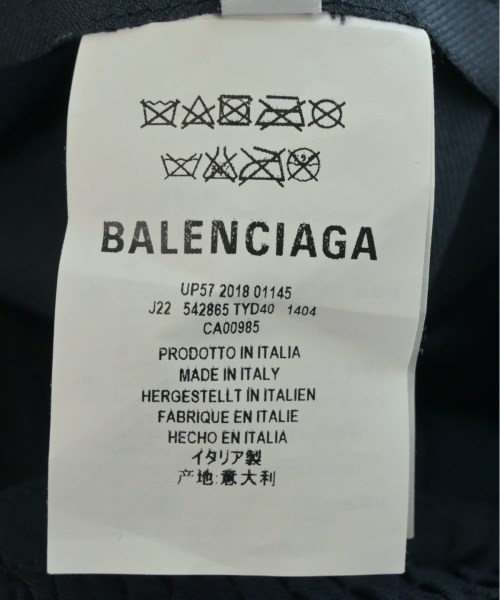 BALENCIAGA
UP57 2018 01145
J22 542865 TYD40 1404
CA00985
PRODOTTO IN ITALIA
MADE IN ITALY
HERGESTELLT IN ITALIEN
FABRIQUE EN ITALIE
HECHO EN ITALIA
イタリア製
产地:意大利